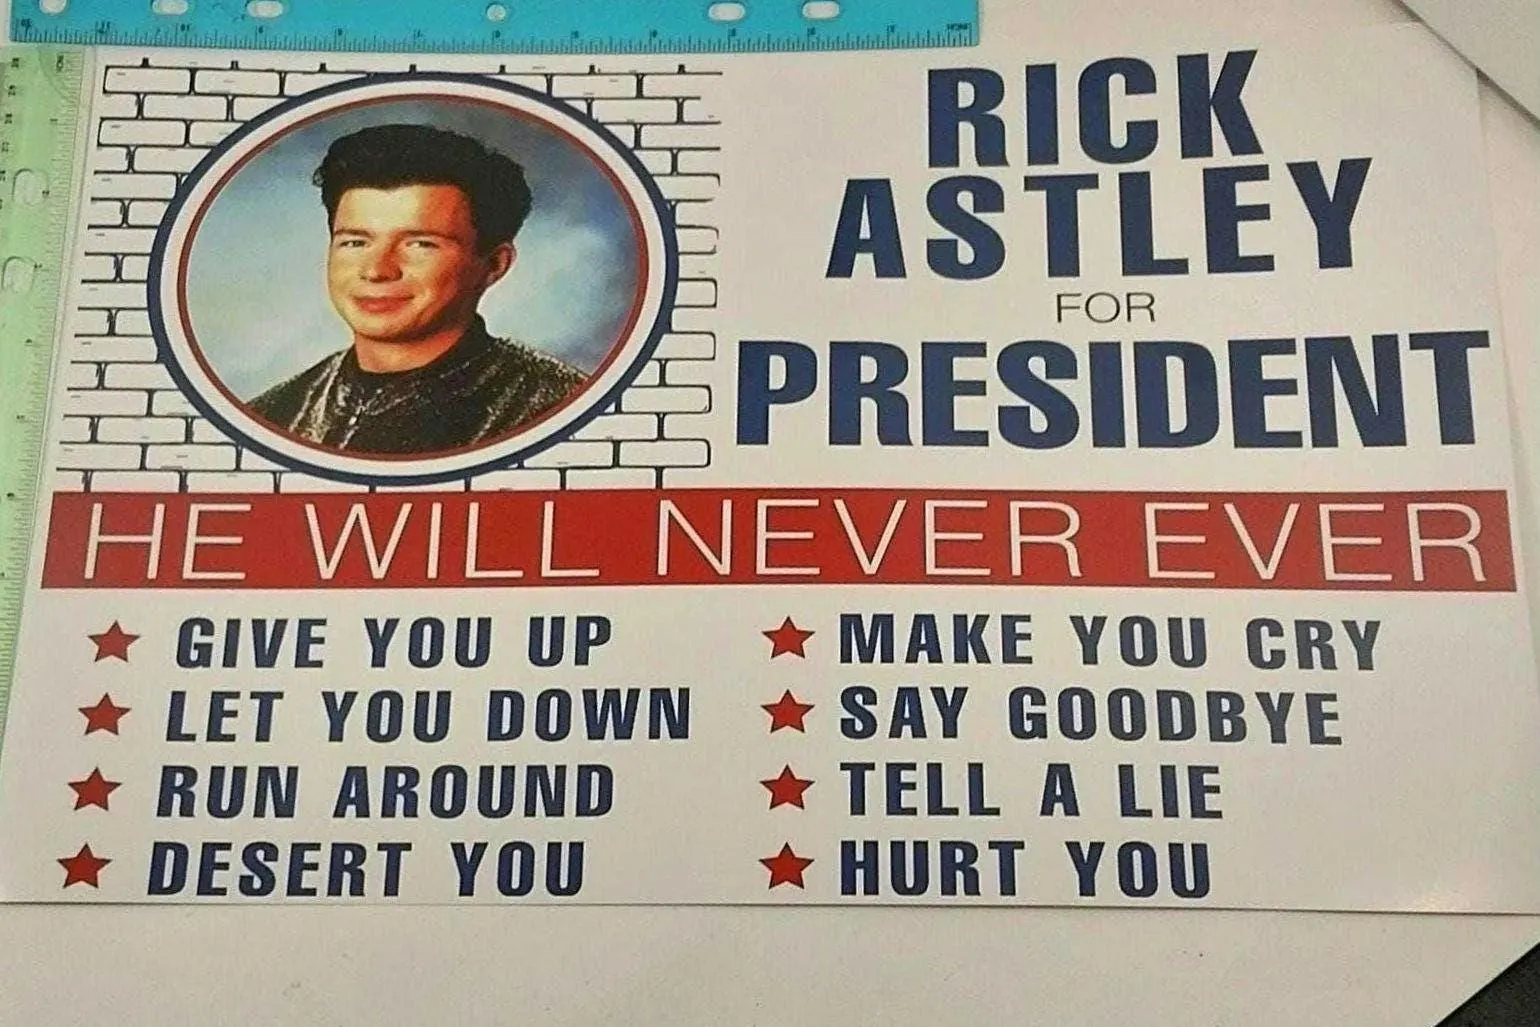 RICK
ASTLEY
FOR
PRESIDENT
HE WILL NEVER EVER
GIVE YOU UP
LET YOU DOWN
RUN AROUND
DESERT YOU
MAKE YOU CRY
SAY GOODBYE
TELL A LIE
HURT YOU